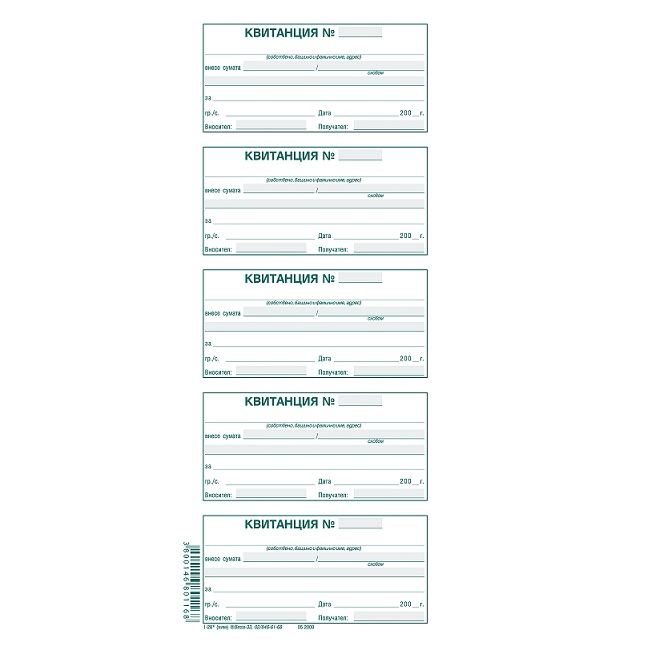 КВИТАНЦИЯ №
(собствено, бащино и фамилно име, адрес)
внесе сумата /
словом
за
гр./с. Дата 200 г.
Вносител: Получател:
КВИТАНЦИЯ №
(собствено, бащино и фамилно име, адрес)
внесе сумата /
словом
за
гр./с. Дата 200 г.
Вносител: Получател:
КВИТАНЦИЯ №
(собствено, бащино и фамилно име, адрес)
внесе сумата /
словом
за
гр./с. Дата 200 г.
Вносител: Получател:
КВИТАНЦИЯ №
(собствено, бащино и фамилно име, адрес)
внесе сумата /
словом
за
гр./с. Дата 200 г.
Вносител: Получател:
КВИТАНЦИЯ №
(собствено, бащино и фамилно име, адрес)
внесе сумата /
словом
за
гр./с. Дата 200 г.
Вносител: Получател:
3800146801168